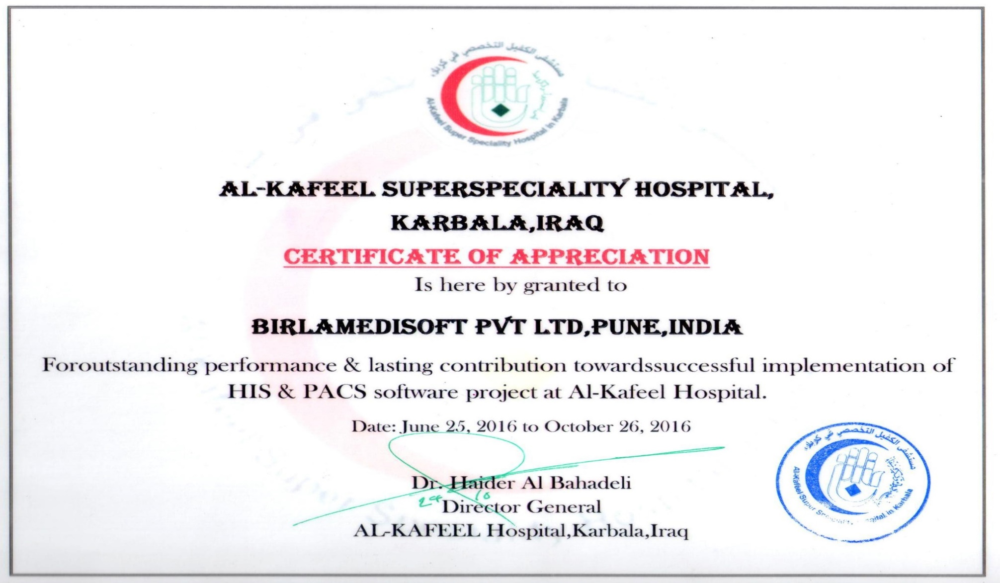 مستشفى الكفيل التخصصي في كربلاء
Al-Kafeel Super Speciality Hospital in Karbala
AL-KAFEEL SUPERSPECIALITY HOSPITAL,
KARBALA,IRAQ
CERTIFICATE OF APPRECIATION
Is here by granted to
BIRLAMEDISOFT PVT LTD,PUNE,INDIA
Foroutstanding performance & lasting contribution towardssuccessful implementation of
HIS & PACS software project at Al-Kafeel Hospital.
Date: June 25, 2016 to October 26, 2016
Dr. Haider Al Bahadeli
Director General
AL-KAFEEL Hospital,Karbala,Iraq
مستشفى الكفيل التخصصي في كربلاء
Al-Kafeel Super Speciality Hospital in Karbala